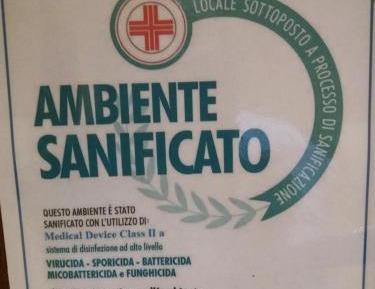 LOCALE SOTTOPOSTO A PROCESSO DI SANIFICAZIONE
AMBIENTE
SANIFICATO
QUESTO AMBIENTE È STATO
SANIFICATO CON L'UTILIZZO DI:
Medical Device Class II a
sistema di disinfezione ad alto livello
VIRUCIDA - SPORICIDA - BATTERICIDA
MICOBATTERICIDA e FUNGHICIDA